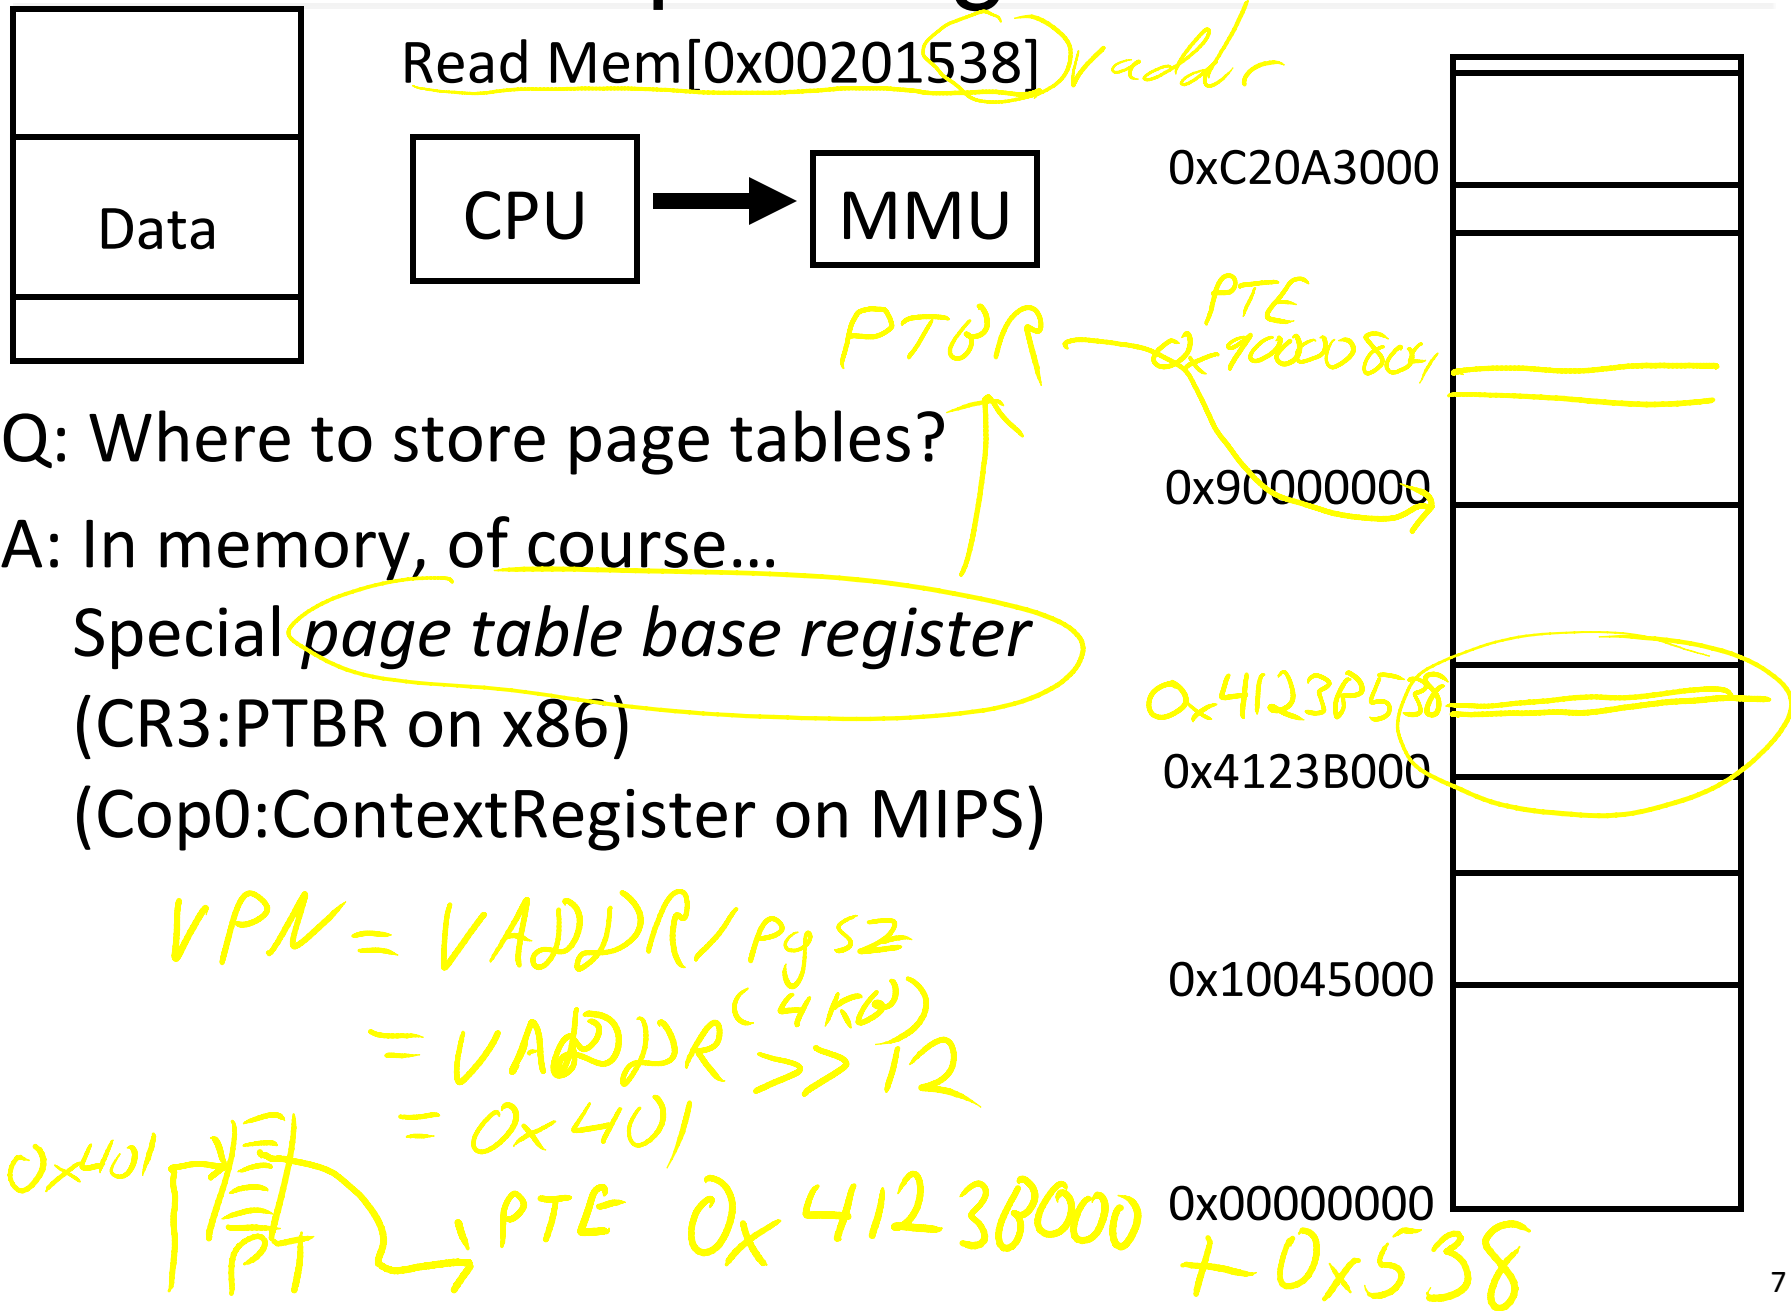 Read Mem[0x00201538] vaddr
Data
CPU
MMU
0xC20A3000
PTBR
PTE
0x90000804
Q: Where to store page tables?
0x90000000
A: In memory, of course...
Special page table base register
0x4123B538
(CR3:PTBR on x86)
0x4123B000
(Cop0:ContextRegister on MIPS)
VPN = VADDR / pg sz
(4KB)
0x10045000
= VADDR >> 12
= 0x401
0x401
PT
PTE 0x4123B000 + 0x538
0x00000000
7